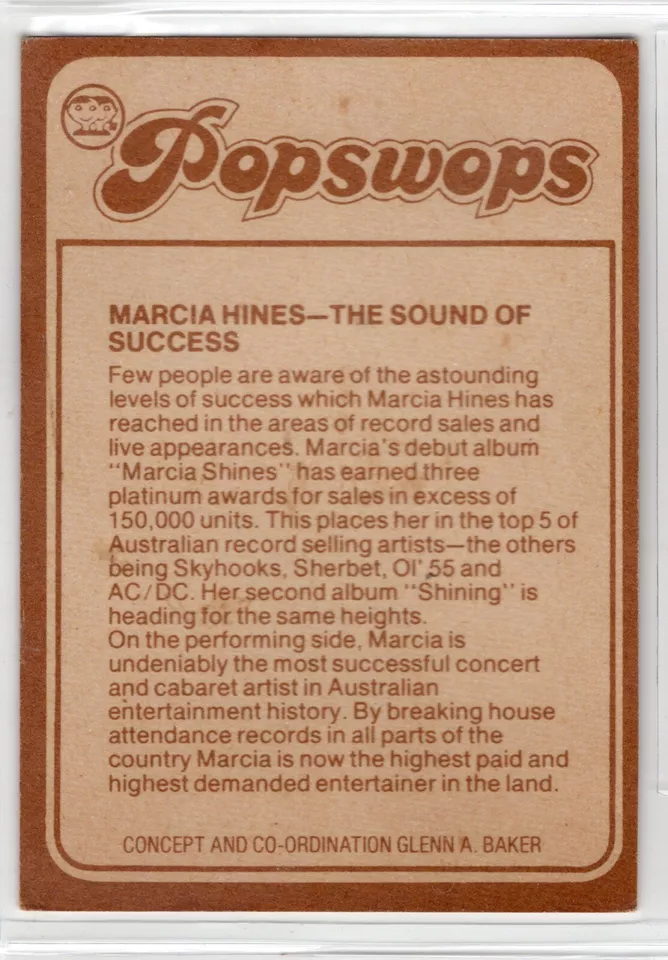 Popswops
MARCIA HINES—THE SOUND OF
SUCCESS
Few people are aware of the astounding
levels of success which Marcia Hines has
reached in the areas of record sales and
live appearances. Marcia's debut album
"Marcia Shines" has earned three
platinum awards for sales in excess of
150,000 units. This places her in the top 5 of
Australian record selling artists—the others
being Skyhooks, Sherbet, Ol' 55 and
AC/DC. Her second album "Shining" is
heading for the same heights.
On the performing side, Marcia is
undeniably the most successful concert
and cabaret artist in Australian
entertainment history. By breaking house
attendance records in all parts of the
country Marcia is now the highest paid and
highest demanded entertainer in the land.
CONCEPT AND CO-ORDINATION GLENN A. BAKER